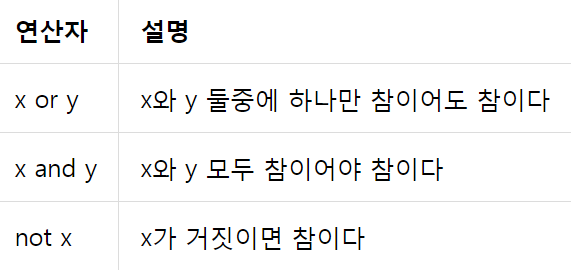 연산자 설명
x or y x와 y 둘중에 하나만 참이어도 참이다
x and y x와 y 모두 참이어야 참이다
not x x가 거짓이면 참이다